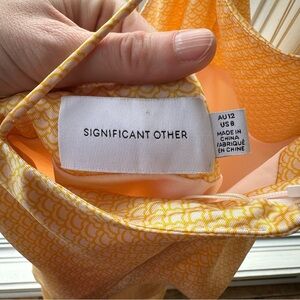 SIGNIFICANT OTHER
AU12
US 8
MADE IN
CHINA
FABRIQUÉ
EN CHINE